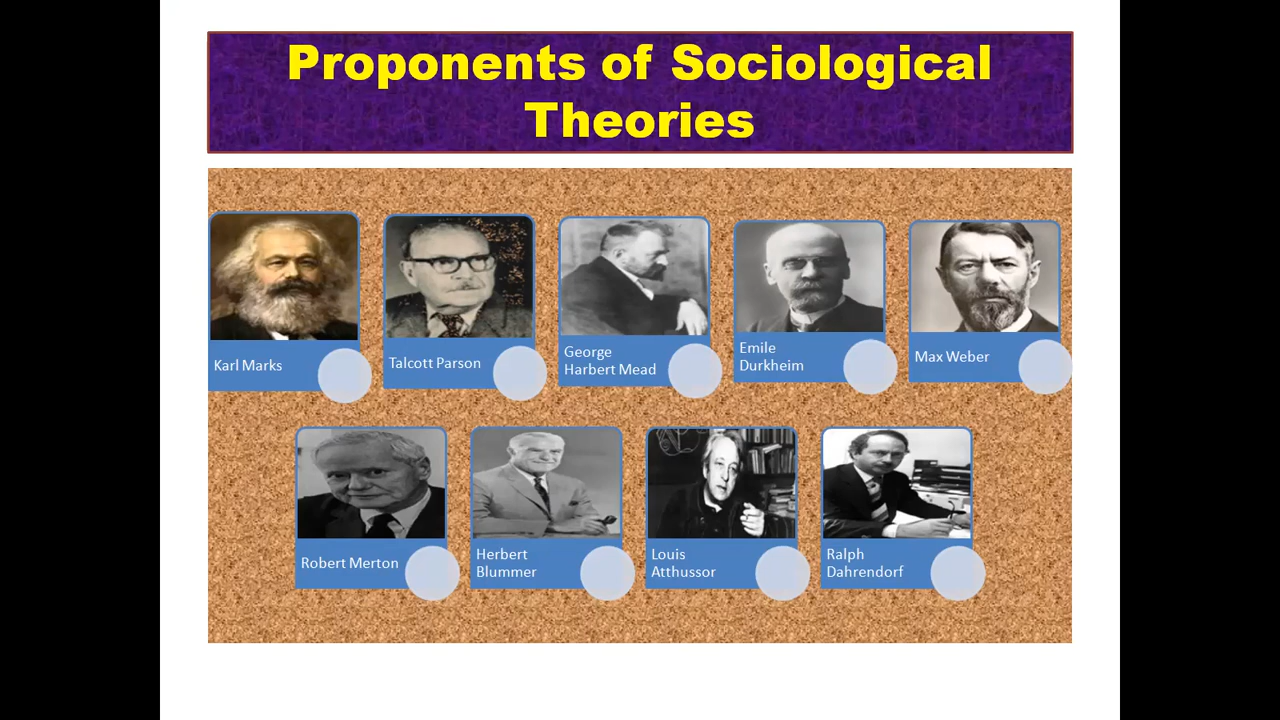 Proponents of Sociological
Theories
Karl Marks
Talcott Parson
George
Harbert Mead
Emile
Durkheim
Max Weber
Robert Merton
Herbert
Blummer
Louis
Atthussor
Ralph
Dahrendorf